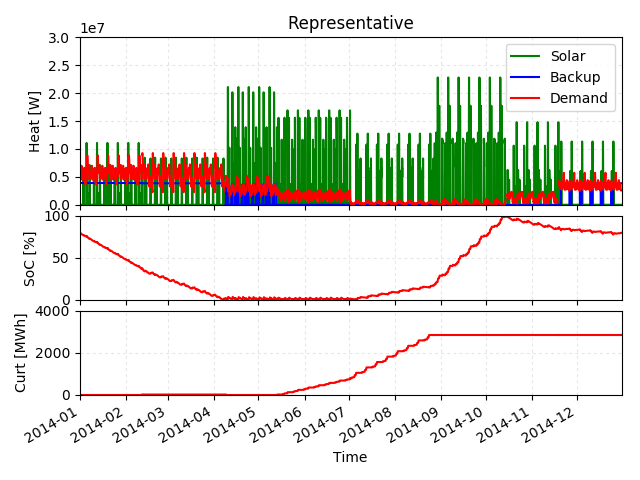 Representative
1e7
3.0
2.5
2.0
1.5
1.0
0.5
0.0
Heat [W]
Solar
Backup
Demand
100
50
0
SoC [%]
4000
2000
0
Curt [MWh]
2014-01
2014-02
2014-03
2014-04
2014-05
2014-06
2014-07
2014-08
2014-09
2014-10
2014-11
2014-12
Time